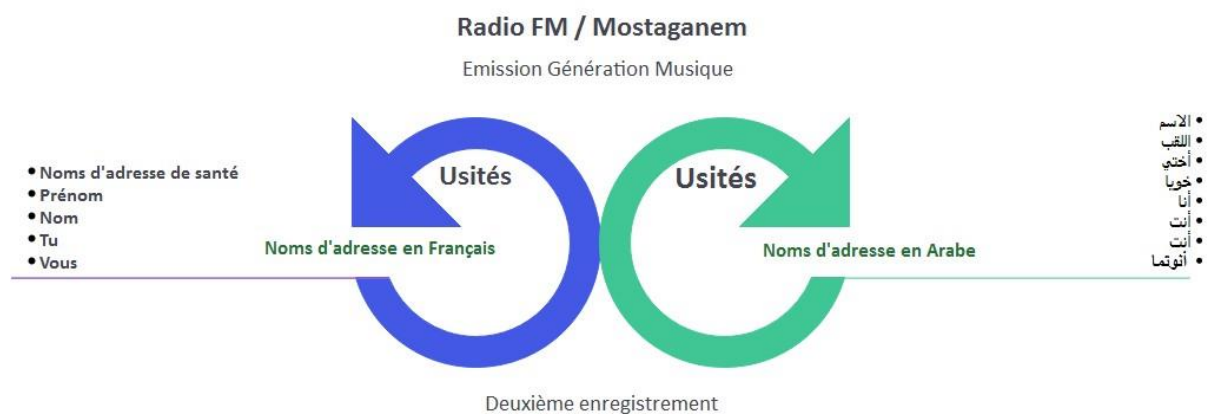 Radio FM / Mostaganem
Emission Génération Musique
Usités
Noms d'adresse en Français
• Noms d'adresse de santé
• Prénom
• Nom
• Tu
• Vous
Usités
Noms d'adresse en Arabe
• الاسم
• اللقب
• أختي
• خويا
• أنا
• أنت
• أنت
• أنوتما
Deuxième enregistrement